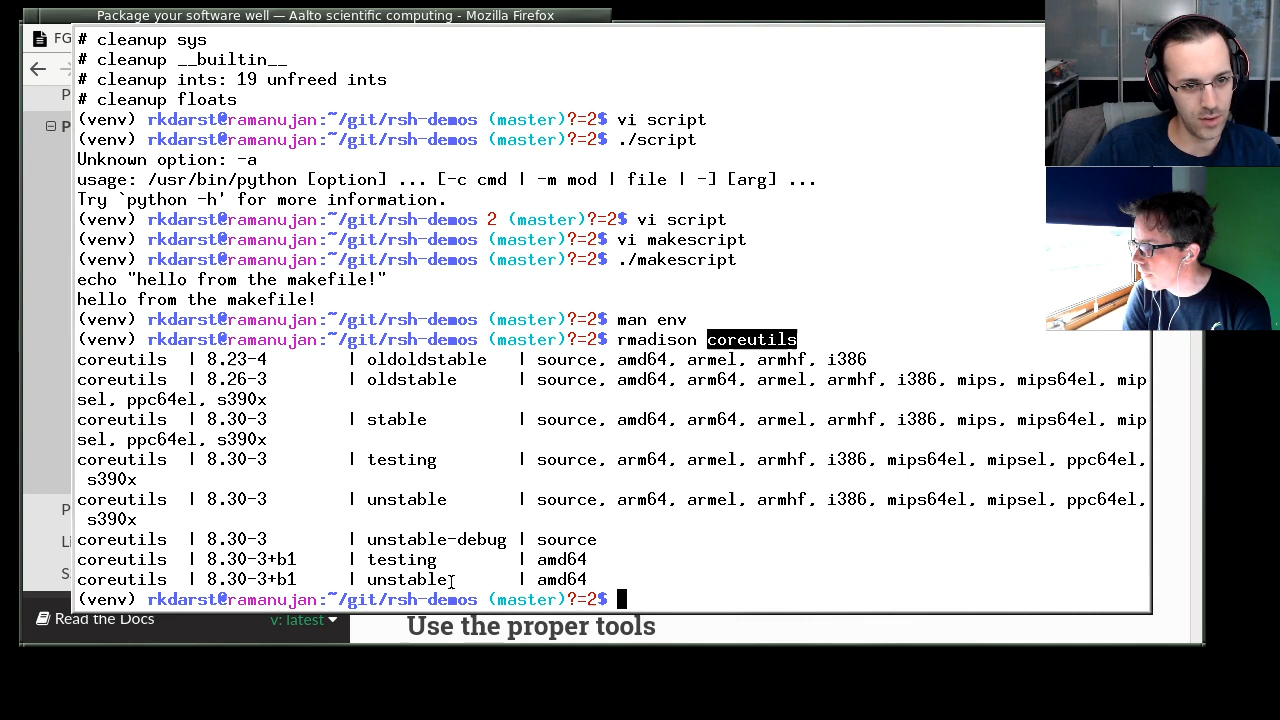 Package your software well — Aalto scientific computing - Mozilla Firefox
FG
P
P
P
Li
S
# cleanup sys
# cleanup __builtin__
# cleanup ints: 19 unfreed ints
# cleanup floats
(venv) rkdarst@ramanujan:~/git/rsh-demos (master)?=2$ vi script
(venv) rkdarst@ramanujan:~/git/rsh-demos (master)?=2$ ./script
Unknown option: -a
usage: /usr/bin/python [option] ... [-c cmd | -m mod | file | -] [arg] ...
Try `python -h' for more information.
(venv) rkdarst@ramanujan:~/git/rsh-demos 2 (master)?=2$ vi script
(venv) rkdarst@ramanujan:~/git/rsh-demos (master)?=2$ vi makescript
(venv) rkdarst@ramanujan:~/git/rsh-demos (master)?=2$ ./makescript
echo "hello from the makefile!"
hello from the makefile!
(venv) rkdarst@ramanujan:~/git/rsh-demos (master)?=2$ man env
(venv) rkdarst@ramanujan:~/git/rsh-demos (master)?=2$ rmadison coreutils
coreutils | 8.23-4 | oldoldstable | source, amd64, armel, armhf, i386
coreutils | 8.26-3 | oldstable | source, amd64, arm64, armel, armhf, i386, mips, mips64el, mip
sel, ppc64el, s390x
coreutils | 8.30-3 | stable | source, amd64, arm64, armel, armhf, i386, mips, mips64el, mip
sel, ppc64el, s390x
coreutils | 8.30-3 | testing | source, arm64, armel, armhf, i386, mips64el, mipsel, ppc64el,
s390x
coreutils | 8.30-3 | unstable | source, arm64, armel, armhf, i386, mips64el, mipsel, ppc64el,
s390x
coreutils | 8.30-3 | unstable-debug | source
coreutils | 8.30-3+b1 | testing | amd64
coreutils | 8.30-3+b1 | unstable | amd64
(venv) rkdarst@ramanujan:~/git/rsh-demos (master)?=2$
Read the Docs v: latest
Use the proper tools